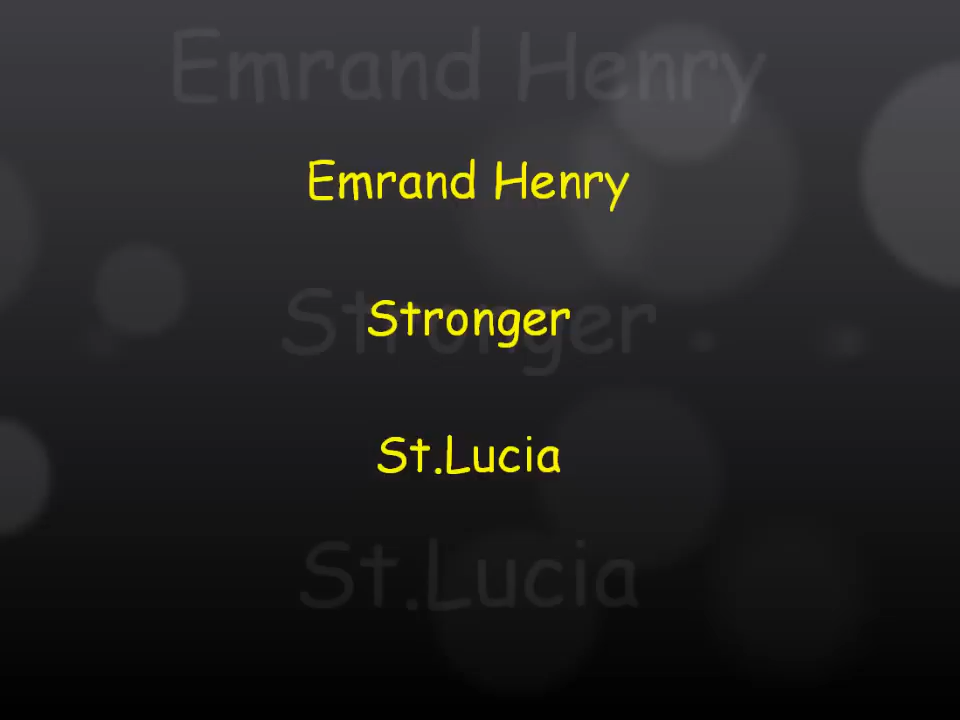 Emrand Henry
Emrand Henry
Stronger
Stronger
St.Lucia
St.Lucia